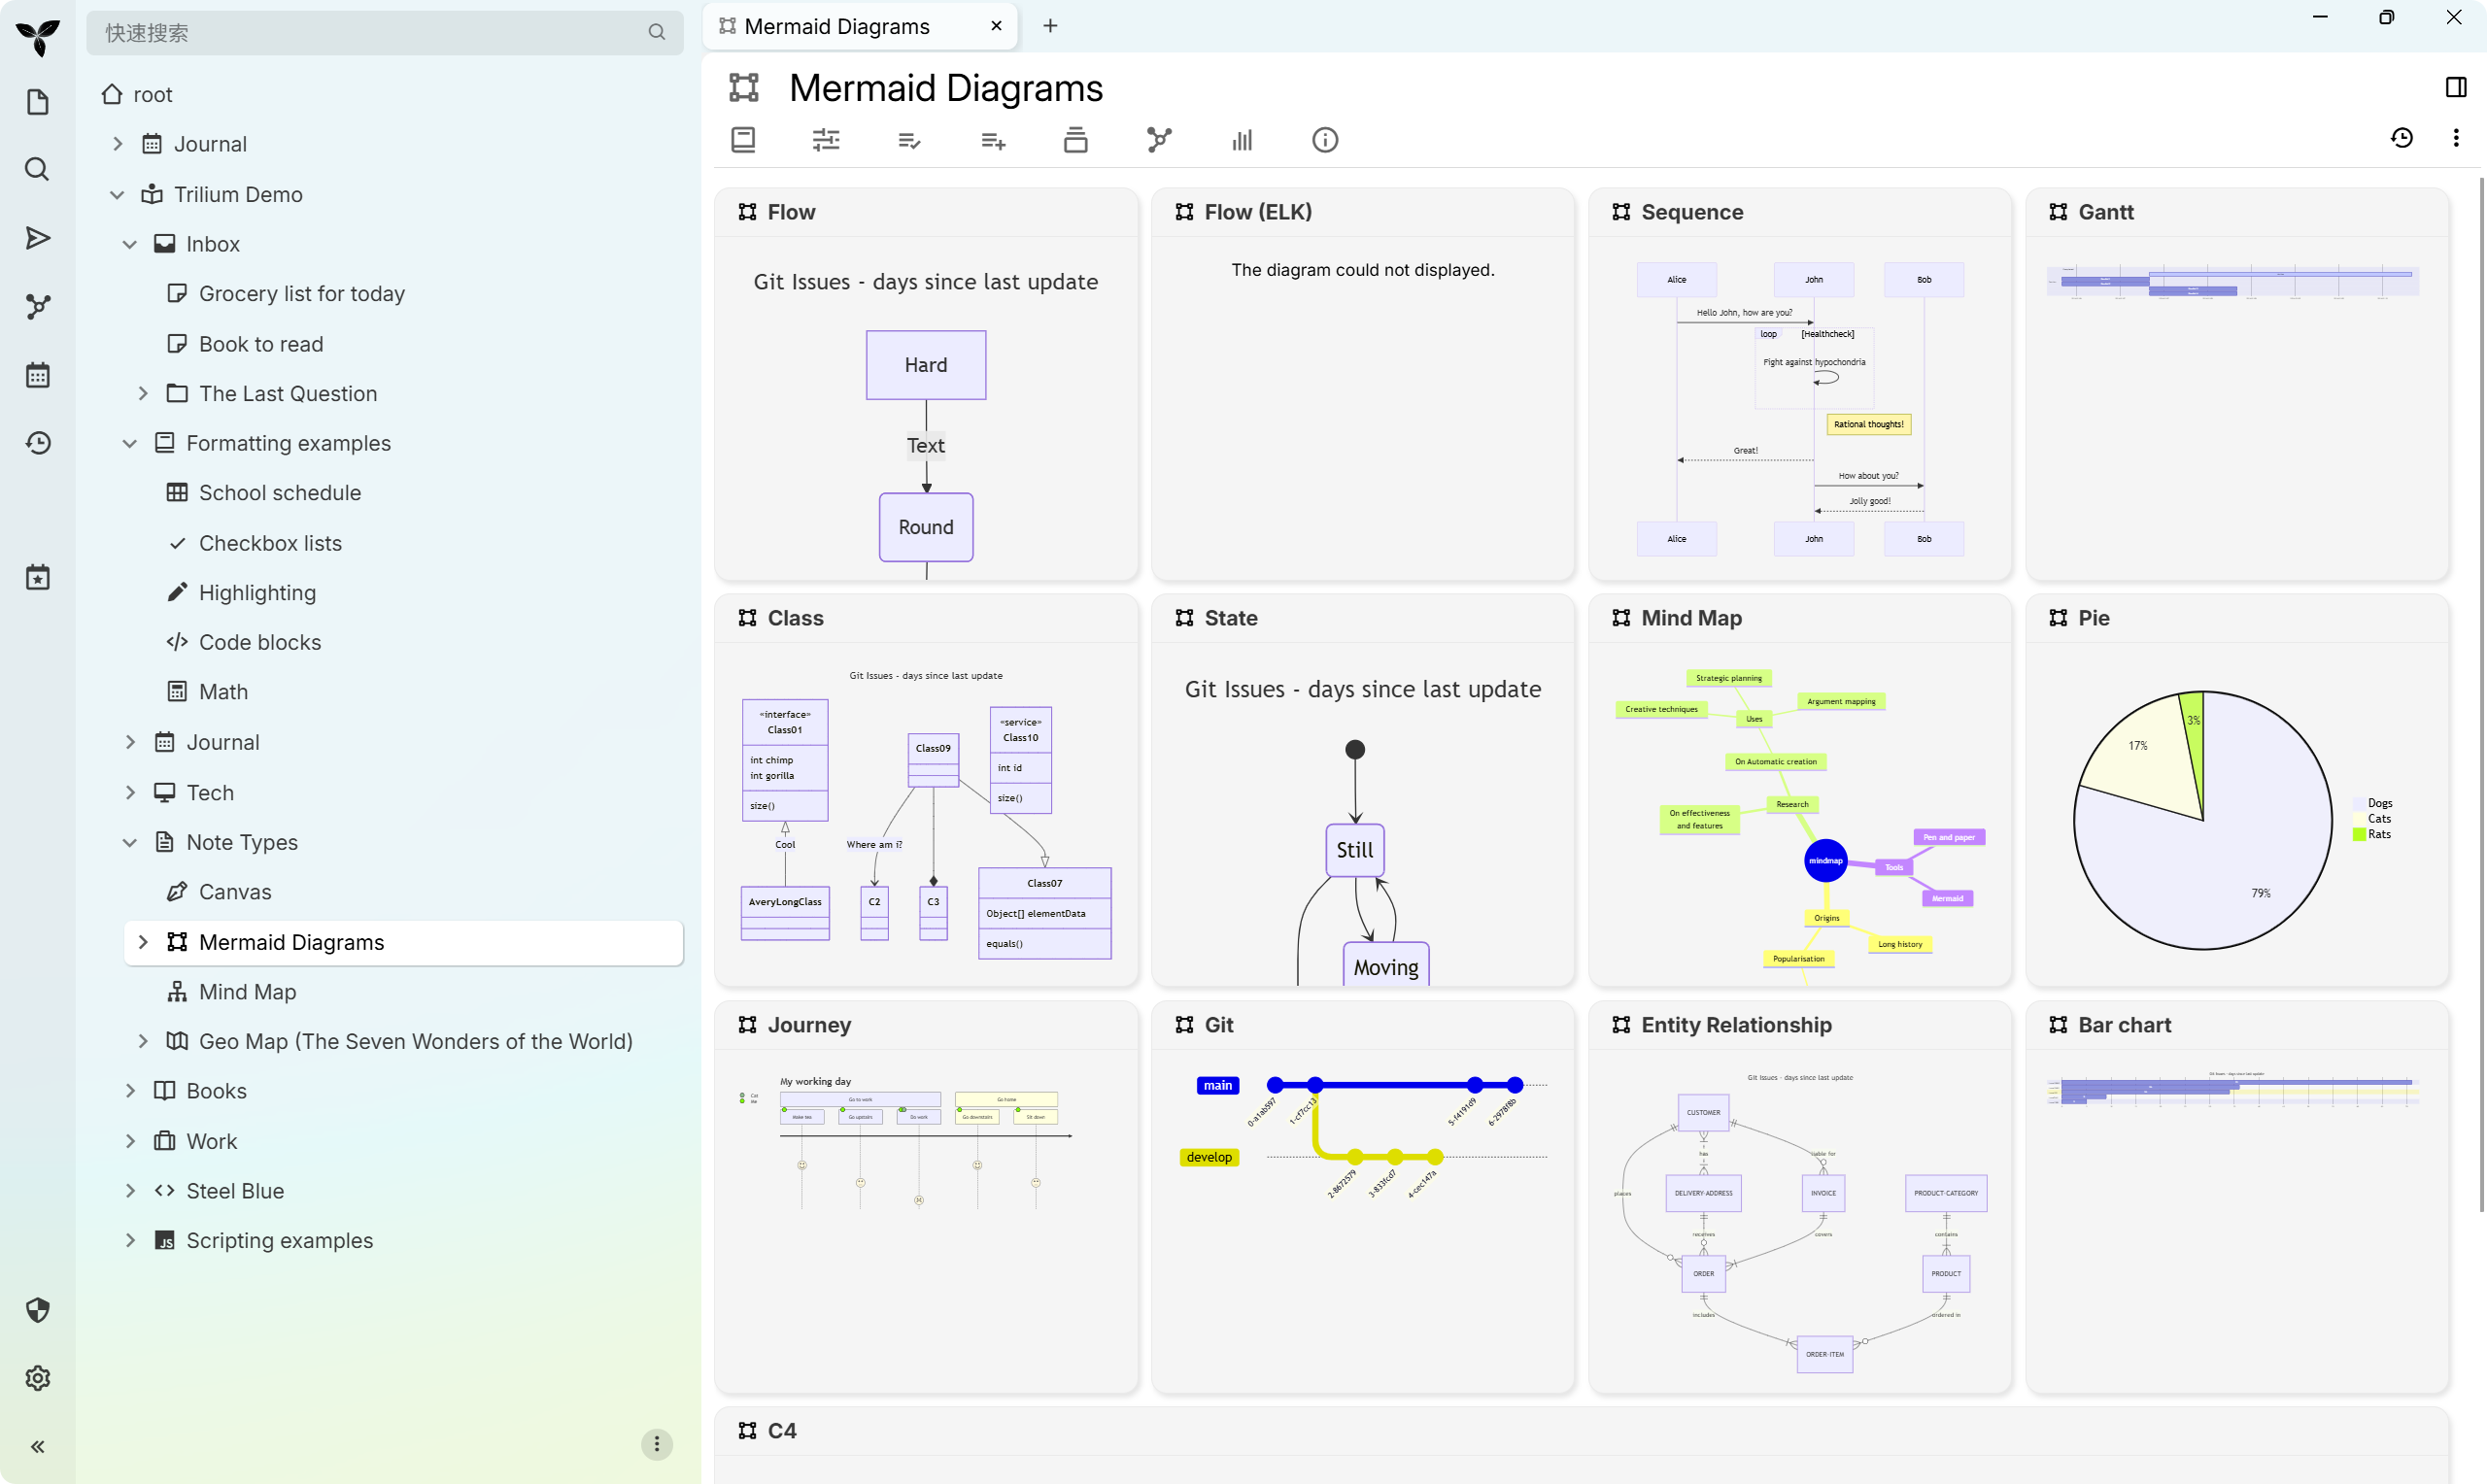 快速搜索
root
Journal
Trilium Demo
Inbox
Grocery list for today
Book to read
The Last Question
Formatting examples
School schedule
Checkbox lists
Highlighting
Code blocks
Math
Journal
Tech
Note Types
Canvas
Mermaid Diagrams
Mind Map
Geo Map (The Seven Wonders of the World)
Books
Work
Steel Blue
JS Scripting examples
Mermaid Diagrams
Mermaid Diagrams
Flow
Git Issues - days since last update
Hard
Text
Round
Flow (ELK)
The diagram could not displayed.
Sequence
Alice John Bob
Hello John, how are you?
loop [Healthcheck]
Fight against hypochondria
Rational thoughts!
Great!
How about you?
Jolly good!
Alice John Bob
Gantt
Class
Git Issues - days since last update
«interface»
Class01
int chimp
int gorilla
size()
Class09
«service»
Class10
int id
size()
Cool
Where am i?
AveryLongClass
C2
C3
Class07
Object[] elementData
equals()
State
Git Issues - days since last update
Still
Moving
Mind Map
Strategic planning
Creative techniques
Argument mapping
Uses
On Automatic creation
Research
On effectiveness
and features
mindmap
Pen and paper
Tools
Mermaid
Origins
Long history
Popularisation
Pie
3%
17%
79%
Dogs
Cats
Rats
Journey
My working day
Cat
Me
Go to work
Go home
Make tea
Go upstairs
Do work
Go downstairs
Sit down
Git
main
0-a1ab597
1-cf7cc13
5-f4191d9
6-2978f8b
develop
2-8672579
3-833fcd7
4-cec147a
Entity Relationship
Git Issues - days since last update
CUSTOMER
has
liable for
places
DELIVERY-ADDRESS
INVOICE
PRODUCT-CATEGORY
receives
covers
contains
ORDER
PRODUCT
includes
ordered in
ORDER-ITEM
Bar chart
Git Issues - days since last update
C4